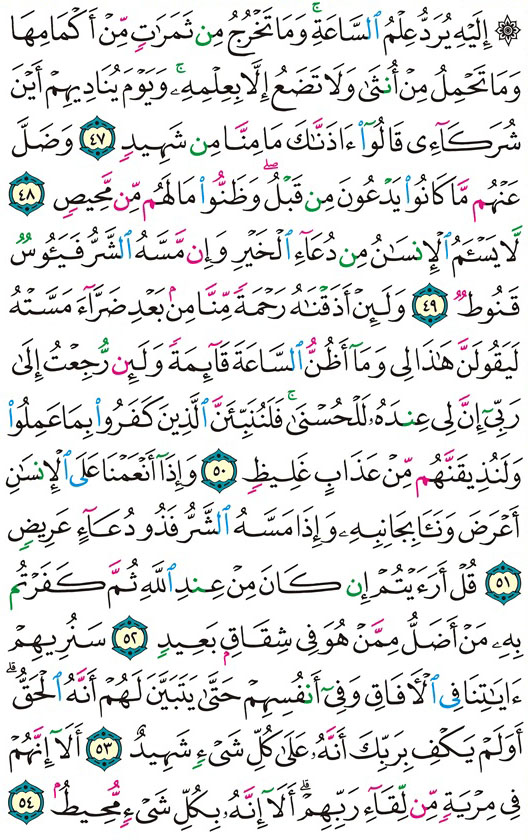 ۞ إِلَيْهِ يُرَدُّ عِلْمُ ٱلسَّاعَةِ ۚ وَمَا تَخْرُجُ مِن ثَمَرَٰتٍ مِّنْ أَكْمَامِهَا
وَمَا تَحْمِلُ مِنْ أُنثَىٰ وَلَا تَضَعُ إِلَّا بِعِلْمِهِۦ ۚ وَيَوْمَ يُنَادِيهِمْ أَيْنَ
شُرَكَآءِى قَالُوٓا۟ ءَاذَنَّـٰكَ مَا مِنَّا مِن شَهِيدٍ ٤٧ وَضَلَّ
عَنْهُم مَّا كَانُوا۟ يَدْعُونَ مِن قَبْلُ ۖ وَظَنُّوا۟ مَا لَهُم مِّن مَّحِيصٍ ٤٨
لَّا يَسْـَٔمُ ٱلْإِنسَـٰنُ مِن دُعَآءِ ٱلْخَيْرِ وَإِن مَّسَّهُ ٱلشَّرُّ فَيَـُٔوسٌ
قَنُوطٌ ٤٩ وَلَئِنْ أَذَقْنَـٰهُ رَحْمَةً مِّنَّا مِنۢ بَعْدِ ضَرَّآءَ مَسَّتْهُ
لَيَقُولَنَّ هَـٰذَا لِى وَمَآ أَظُنُّ ٱلسَّاعَةَ قَآئِمَةً وَلَئِن رُّجِعْتُ إِلَىٰ
رَبِّىٓ إِنَّ لِى عِندَهُۥ لَلْحُسْنَىٰ ۚ فَلَنُنَبِّئَنَّ ٱلَّذِينَ كَفَرُوا۟ بِمَا عَمِلُوا۟
وَلَنُذِيقَنَّهُم مِّنْ عَذَابٍ غَلِيظٍ ٥٠ وَإِذَآ أَنْعَمْنَا عَلَى ٱلْإِنسَـٰنِ
أَعْرَضَ وَنَـَٔا بِجَانِبِهِۦ وَإِذَا مَسَّهُ ٱلشَّرُّ فَذُو دُعَآءٍ عَرِيضٍ
٥١ قُلْ أَرَءَيْتُمْ إِن كَانَ مِنْ عِندِ ٱللَّهِ ثُمَّ كَفَرْتُم
بِهِۦ مَنْ أَضَلُّ مِمَّنْ هُوَ فِى شِقَاقٍۭ بَعِيدٍ ٥٢ سَنُرِيهِمْ
ءَايَـٰتِنَا فِى ٱلْـَٔافَاقِ وَفِىٓ أَنفُسِهِمْ حَتَّىٰ يَتَبَيَّنَ لَهُمْ أَنَّهُ ٱلْحَقُّ ۗ
أَوَلَمْ يَكْفِ بِرَبِّكَ أَنَّهُۥ عَلَىٰ كُلِّ شَىْءٍ شَهِيدٌ ٥٣ أَلَآ إِنَّهُمْ
فِى مِرْيَةٍ مِّن لِّقَآءِ رَبِّهِمْ ۗ أَلَآ إِنَّهُۥ بِكُلِّ شَىْءٍ مُّحِيطٌۢ ٥٤